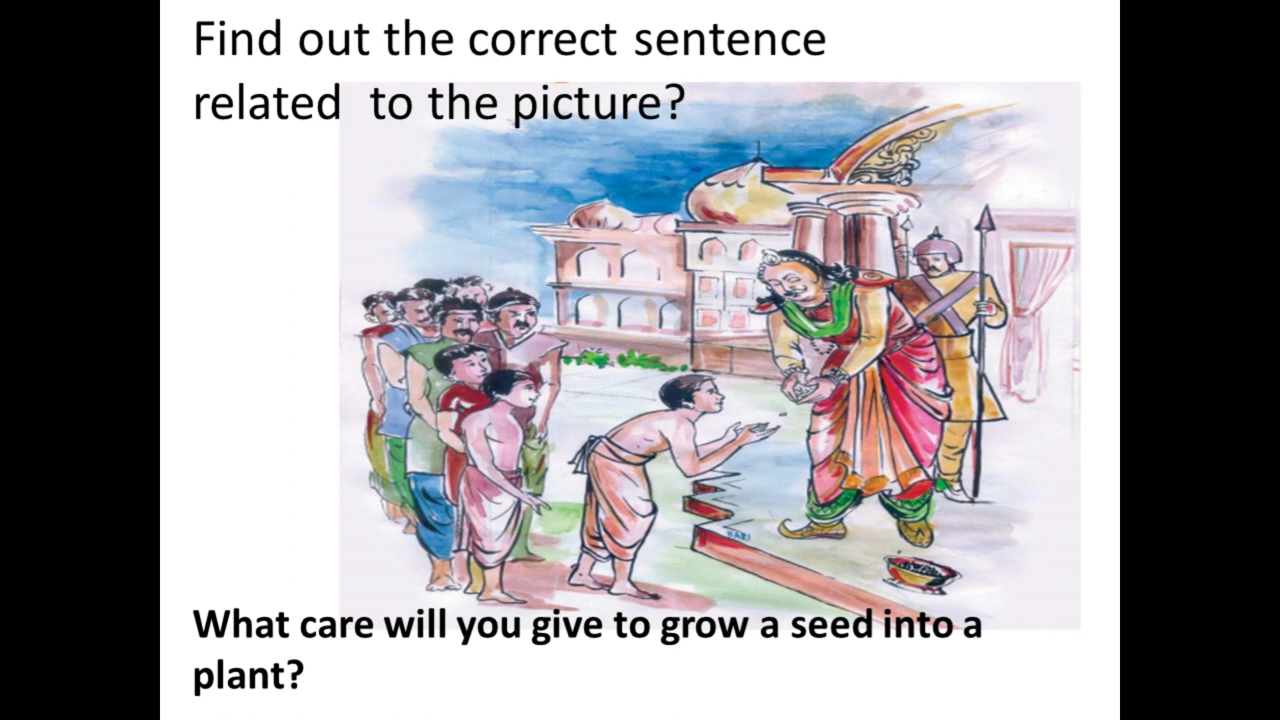 Find out the correct sentence
related to the picture?
HARI
What care will you give to grow a seed into a
plant?